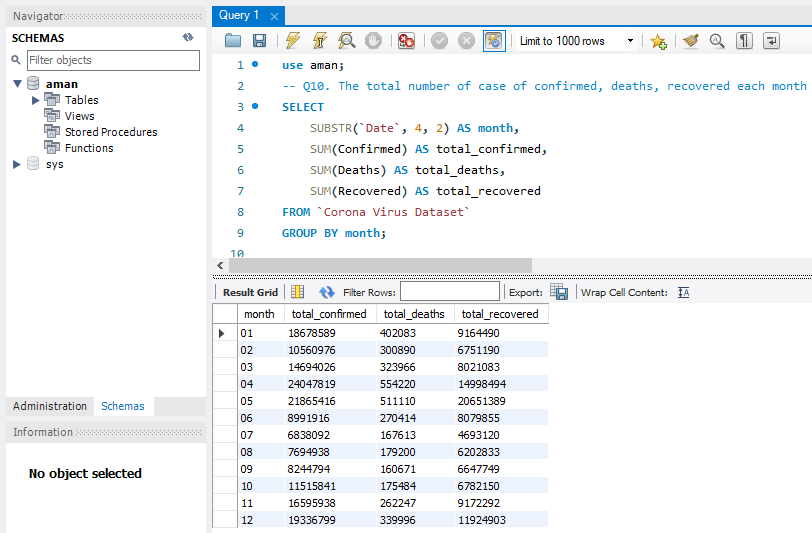 Navigator
SCHEMAS
Filter objects
aman
Tables
Views
Stored Procedures
Functions
sys
Administration Schemas
Information
No object selected
Query 1
Limit to 1000 rows
1 use aman;
2 -- Q10. The total number of case of confirmed, deaths, recovered each month
3 SELECT
4 SUBSTR(`Date`, 4, 2) AS month,
5 SUM(Confirmed) AS total_confirmed,
6 SUM(Deaths) AS total_deaths,
7 SUM(Recovered) AS total_recovered
8 FROM `Corona Virus Dataset`
9 GROUP BY month;
10
Result Grid Filter Rows: Export: Wrap Cell Content:
month total_confirmed total_deaths total_recovered
01 18678589 402083 9164490
02 10560976 300890 6751190
03 14694026 323966 8021083
04 24047819 554220 14998494
05 21865416 511110 20651389
06 8991916 270414 8079855
07 6838092 167613 4693120
08 7694938 179200 6202833
09 8244794 160671 6647749
10 11515841 175484 6782150
11 16595938 262247 9172292
12 19336799 339996 11924903